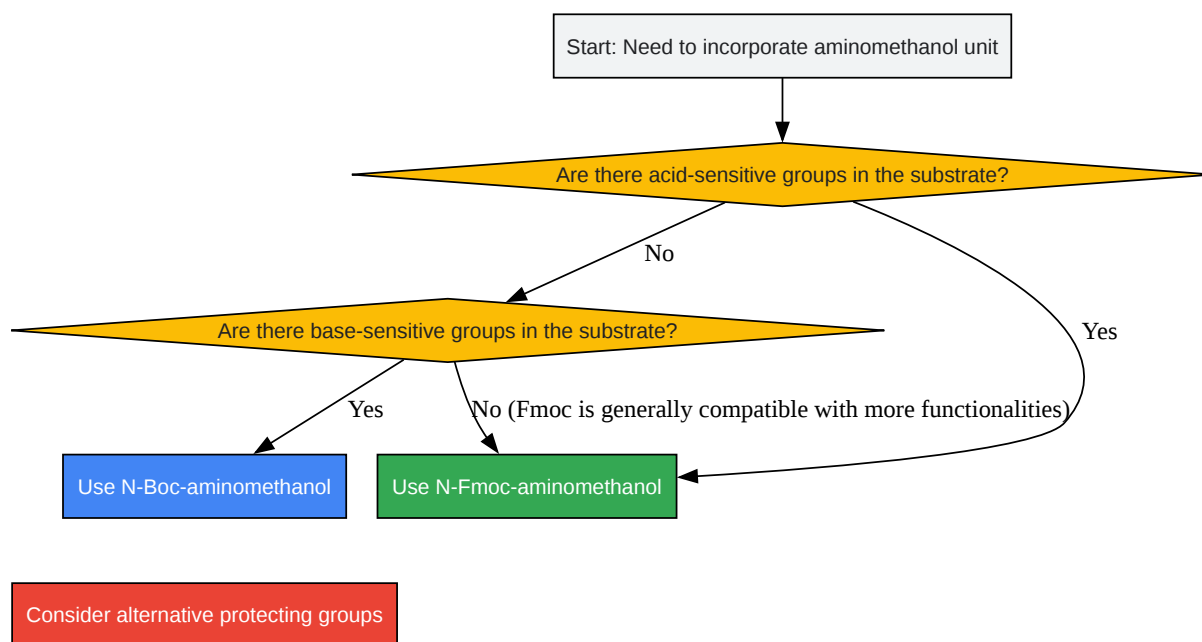 Start: Need to incorporate aminomethanol unit
Are there acid-sensitive groups in the substrate?
No
Are there base-sensitive groups in the substrate?
Yes
Yes
No (Fmoc is generally compatible with more functionalities)
Use N-Boc-aminomethanol
Use N-Fmoc-aminomethanol
Consider alternative protecting groups